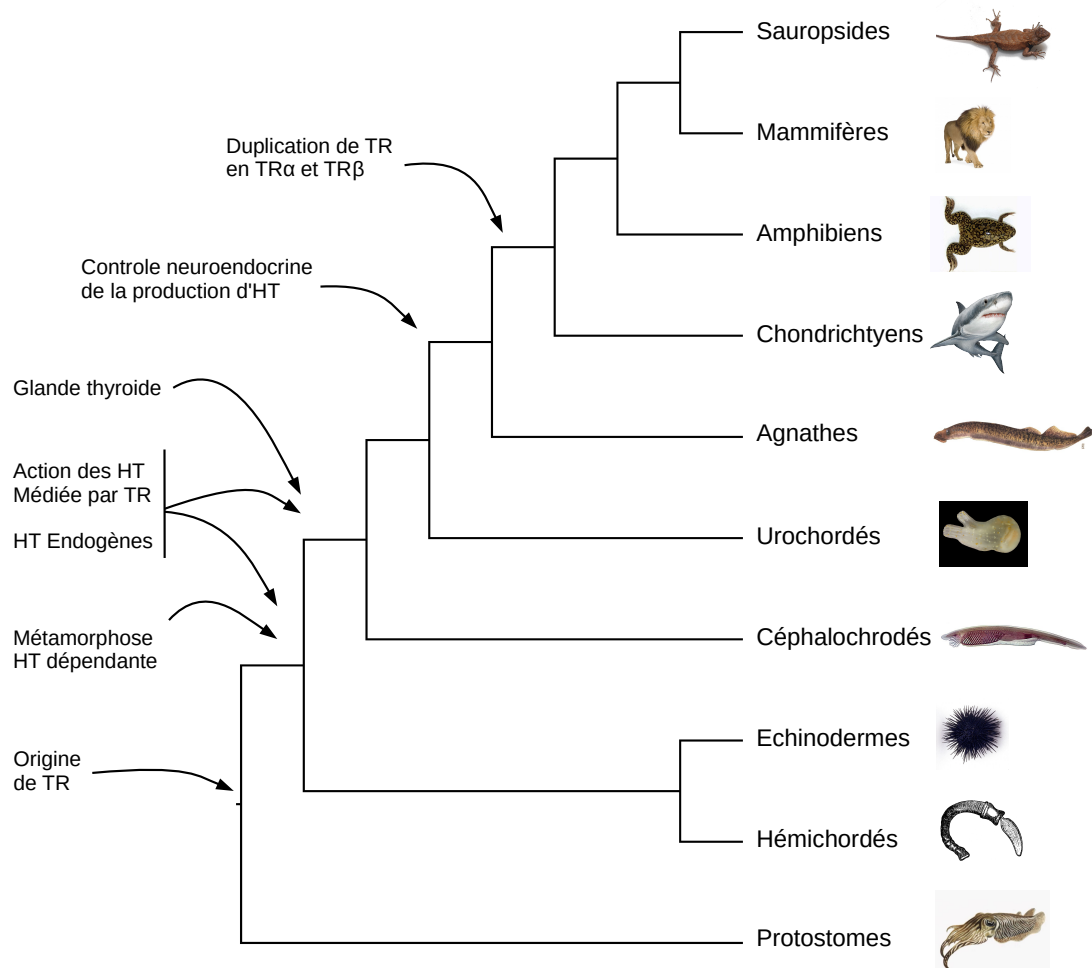 Sauropsides
Mammifères
Duplication de TR
en TRα et TRβ
Amphibiens
Controle neuroendocrine
de la production d'HT
Chondrichtyens
Glande thyroide
Agnathes
Action des HT
Médiée par TR
HT Endogènes
Urochordés
Métamorphose
HT dépendante
Céphalochrodés
Echinodermes
Origine
de TR
Hémichordés
Protostomes